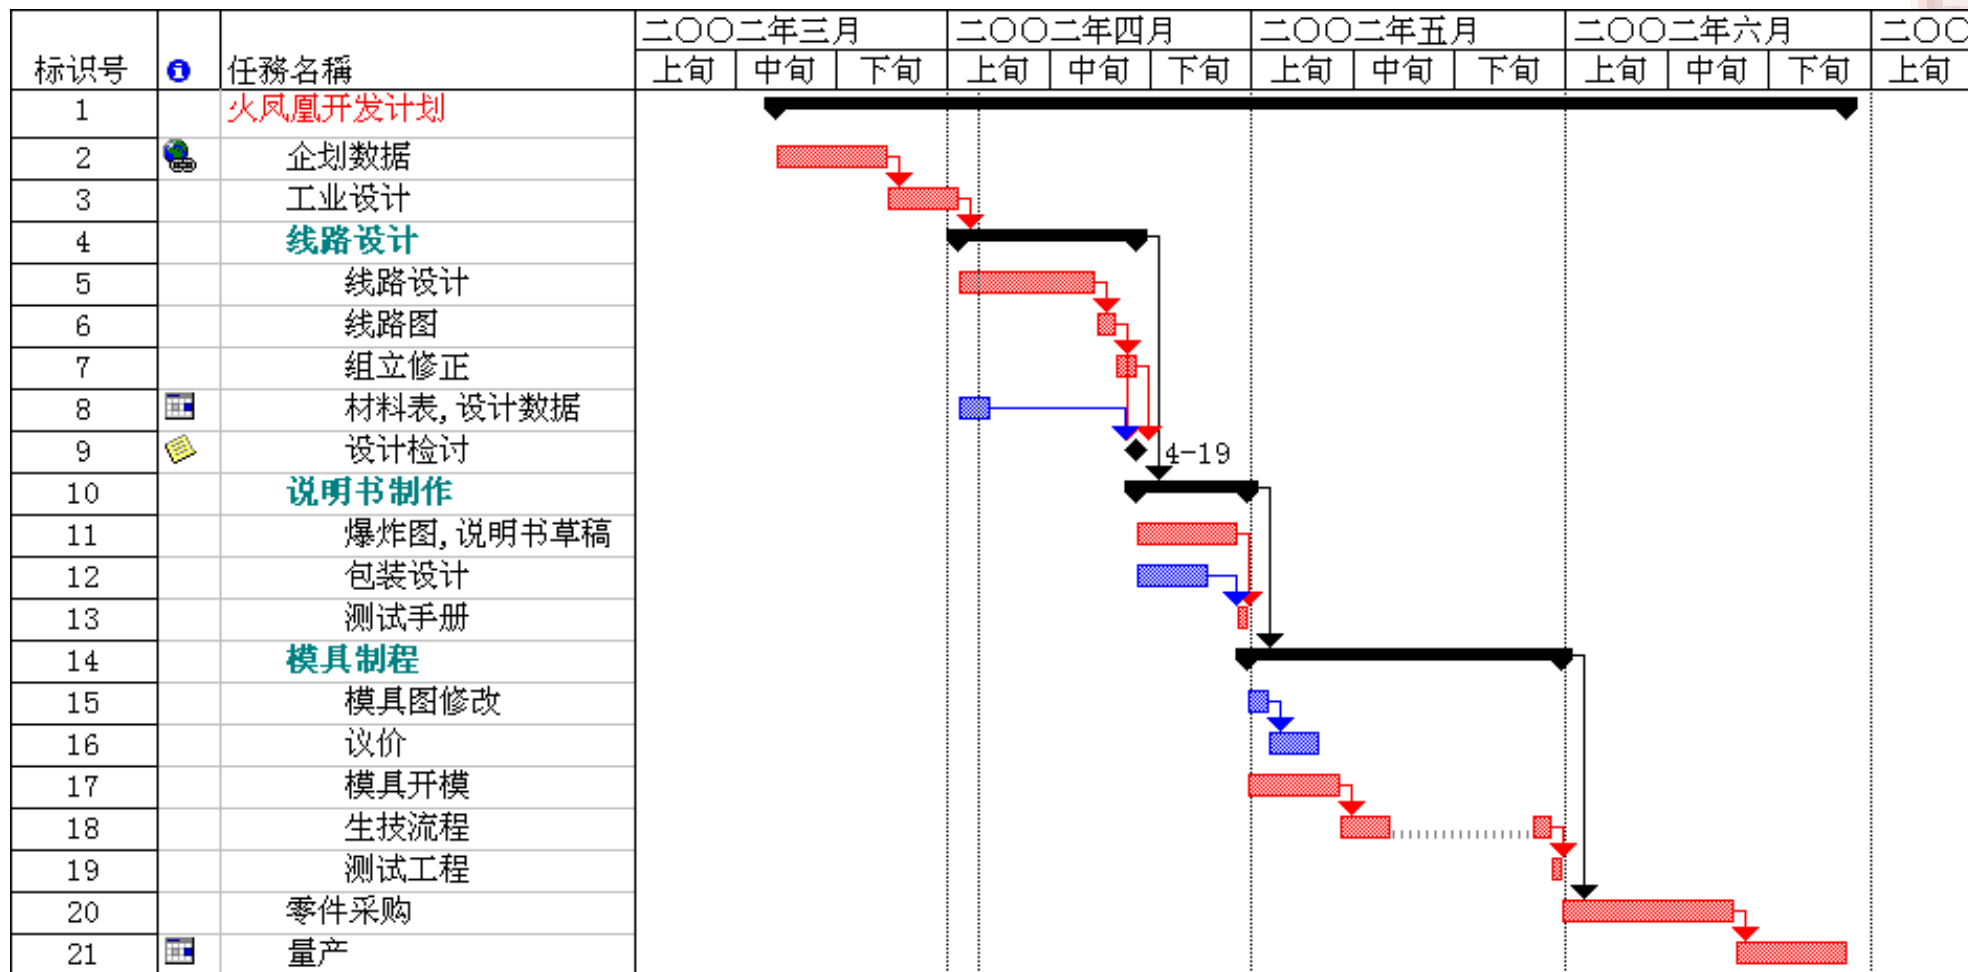 二〇〇二年三月 二〇〇二年四月 二〇〇二年五月 二〇〇二年六月 二〇〇
标识号 任務名稱 上旬 中旬 下旬 上旬 中旬 下旬 上旬 中旬 下旬 上旬 中旬 下旬 上旬
1 火凤凰开发计划
2 企划数据
3 工业设计
4 线路设计
5 线路设计
6 线路图
7 组立修正
8 材料表,设计数据
9 设计检讨 4-19
10 说明书制作
11 爆炸图,说明书草稿
12 包装设计
13 测试手册
14 模具制程
15 模具图修改
16 议价
17 模具开模
18 生技流程
19 测试工程
20 零件采购
21 量产